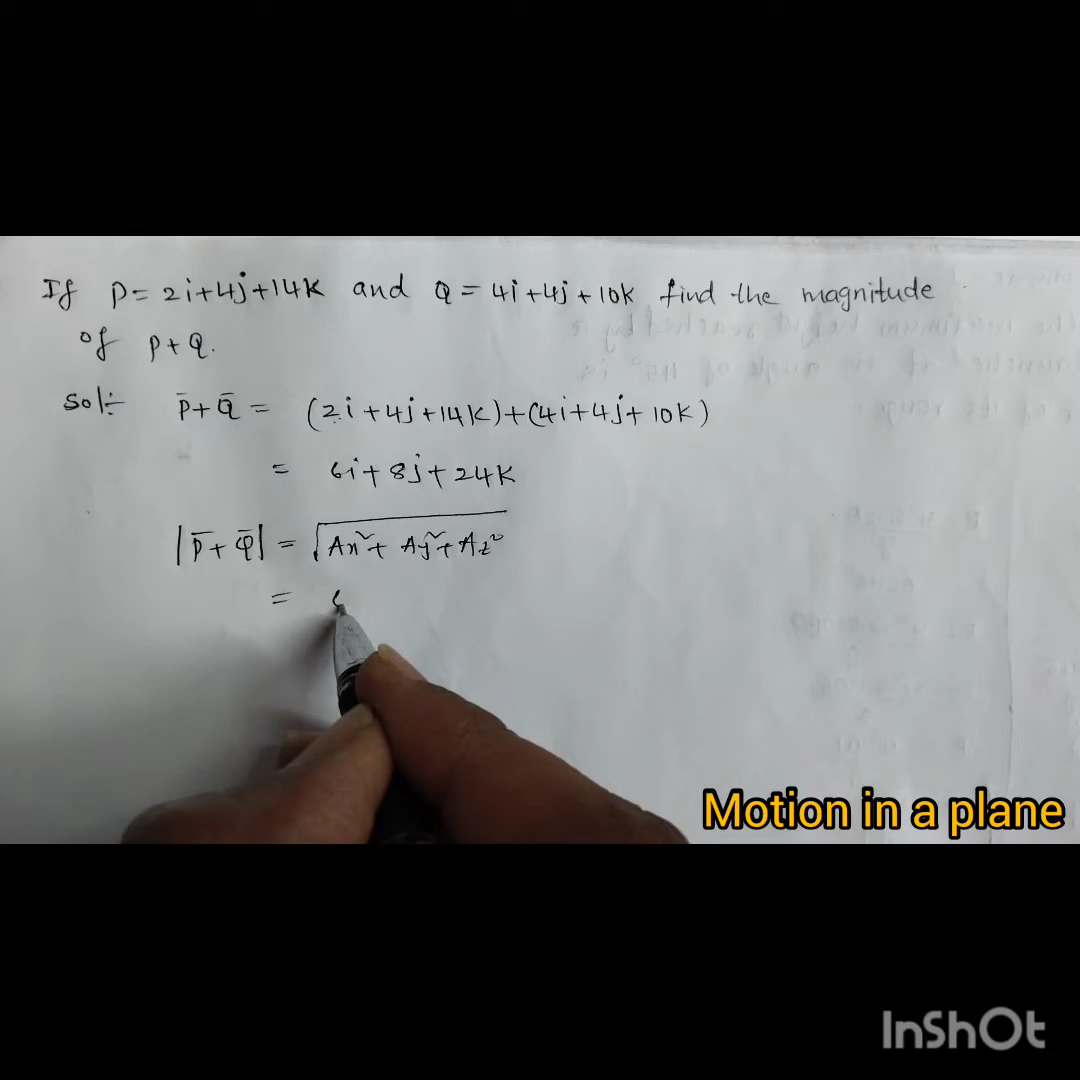 If P = 2i+4j+14K and Q = 4i+4j+10K find the magnitude
of P+Q.
Sol:- P̄+Q̄ = (2i+4j+14K)+(4i+4j+10K)
= 6i+8j+24K
|P̄+Q̄| = √Ax²+Ay²+Az²
=
Motion in a plane
InShOt